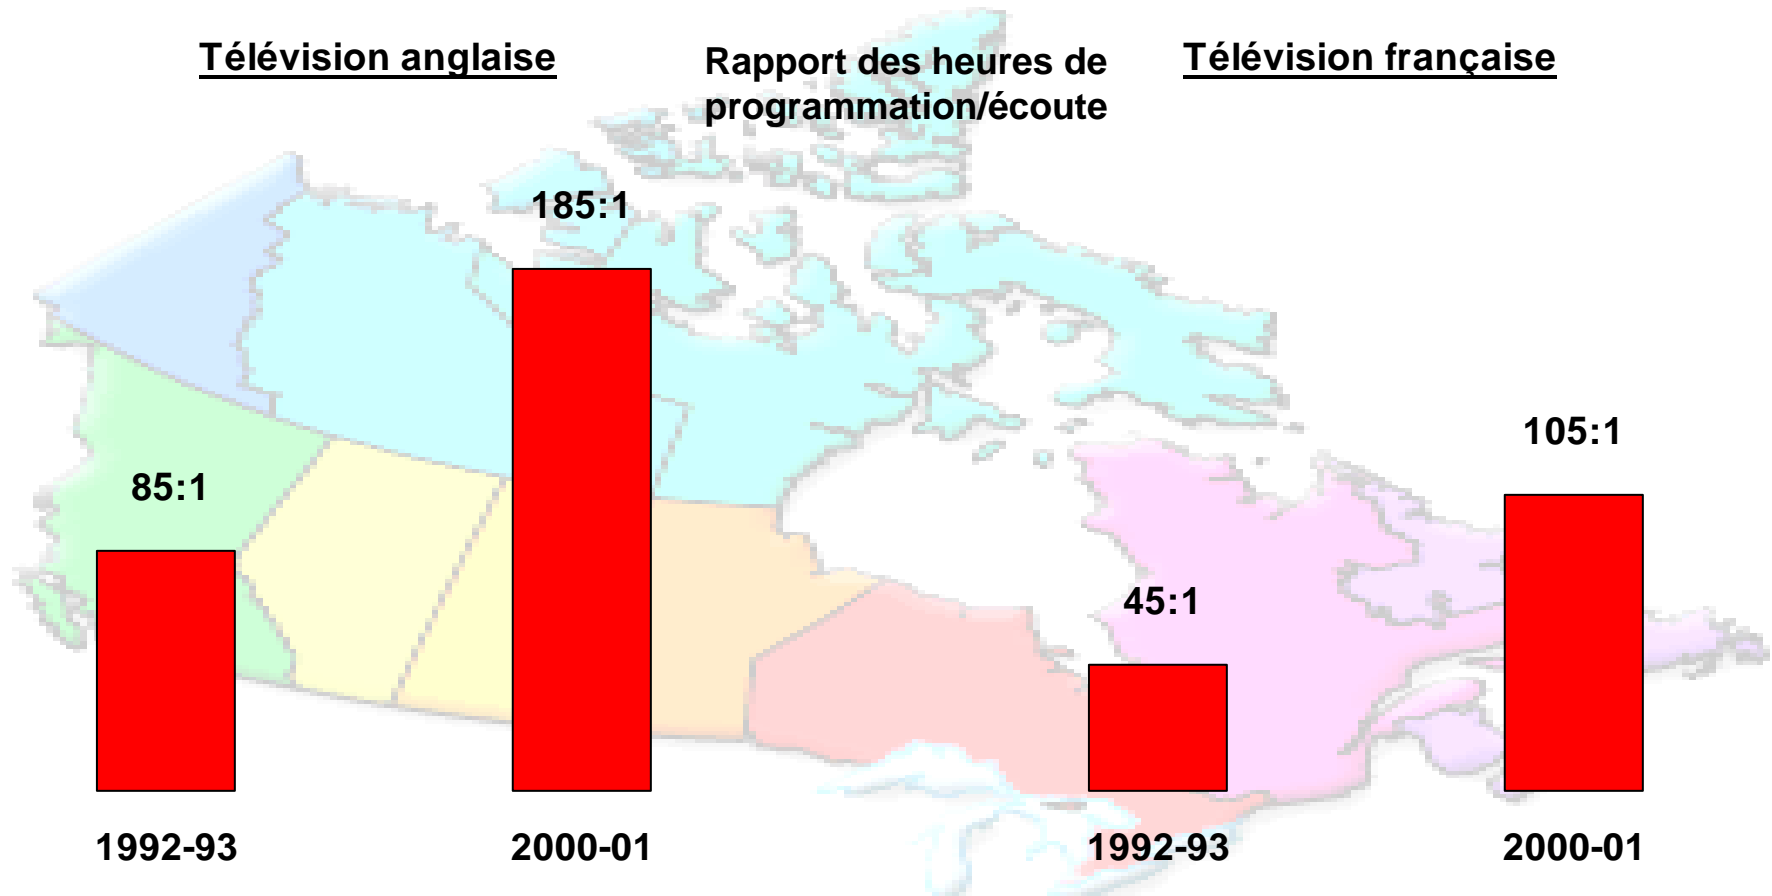 Télévision anglaise
Rapport des heures de
programmation/écoute
Télévision française
185:1
85:1
105:1
45:1
1992-93
2000-01
1992-93
2000-01